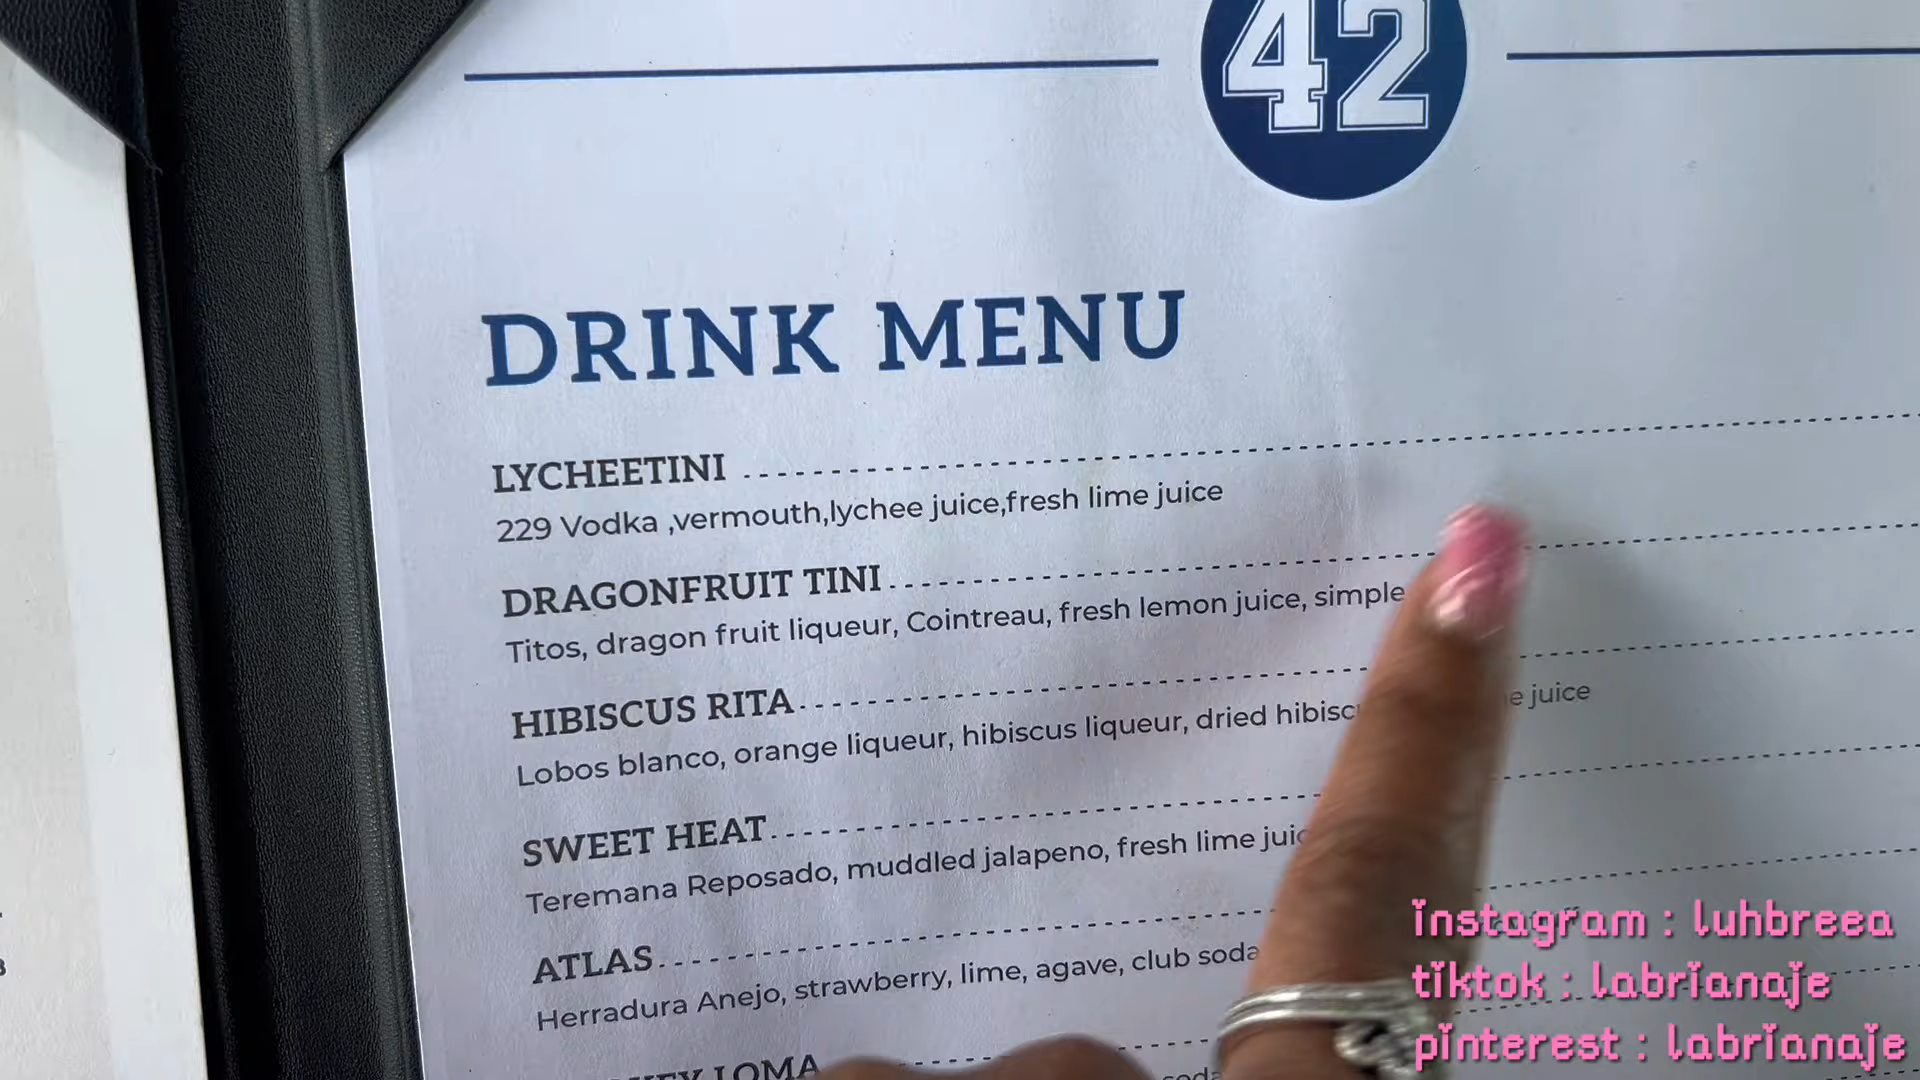 42
DRINK MENU
LYCHEETINI
229 Vodka ,vermouth,lychee juice,fresh lime juice
DRAGONFRUIT TINI
Titos, dragon fruit liqueur, Cointreau, fresh lemon juice, simple
HIBISCUS RITA
Lobos blanco, orange liqueur, hibiscus liqueur, dried juice
SWEET HEAT
Teremana Reposado, muddled jalapeno, fresh lime
ATLAS
Herradura Anejo, strawberry, lime, agave, club soda
LOMA
soda
instagram : luhbreea
tiktok : labrianaje
pinterest : labrianaje